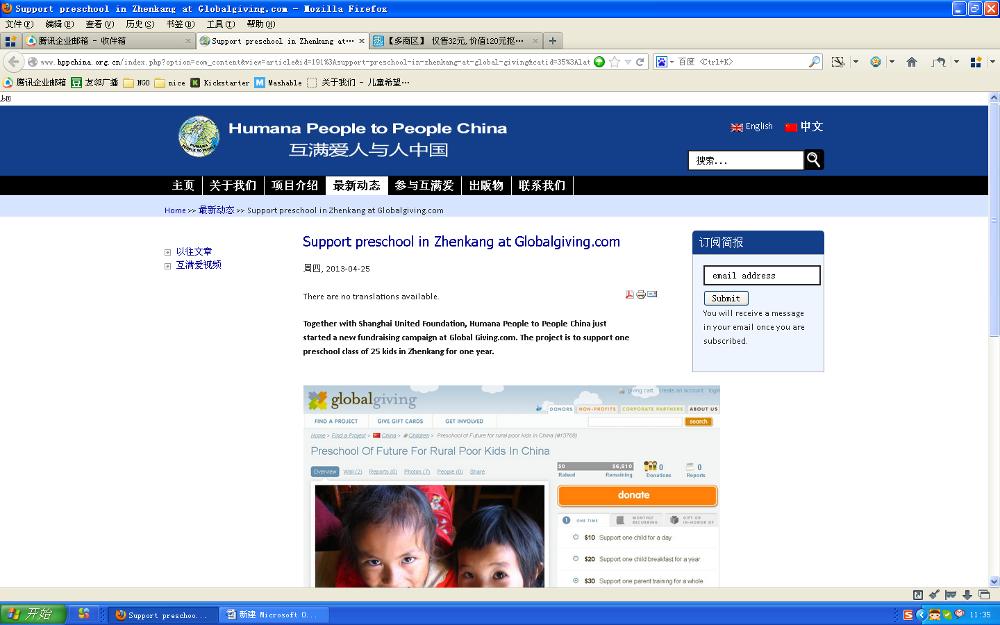 Support preschool in Zhenkang at Globalgiving.com - Mozilla Firefox
文件(F) 编辑(E) 查看(V) 历史(S) 书签(B) 工具(T) 帮助(H)
腾讯企业邮箱 - 收件箱
Support preschool in Zhenkang at...
【多商区】 仅售32元,价值120元抠...
www.hppchina.org.cn/index.php?option=com_content&view=article&id=191%3Asupport-preschool-in-zhenkang-at-global-giving&catid=35%3Alat
百度 <Ctrl+K>
腾讯企业邮箱 友邻广播 NGO nice Kickstarter Mashable 关于我们 - 儿童希望...
Humana People to People China
互满爱人与人中国
HUMANA
PEOPLE TO PEOPLE
English 中文
搜索...
主页 关于我们 项目介绍 最新动态 参与互满爱 出版物 联系我们
Home >> 最新动态 >> Support preschool in Zhenkang at Globalgiving.com
以往文章
互满爱视频
Support preschool in Zhenkang at Globalgiving.com
周四, 2013-04-25
There are no translations available.
Together with Shanghai United Foundation, Humana People to People China just
started a new fundraising campaign at Global Giving.com. The project is to support one
preschool class of 25 kids in Zhenkang for one year.
订阅简报
email address
Submit
You will receive a message
in your email once you are
subscribed.
globalgiving
giving cart create an account login
DONORS NON-PROFITS CORPORATE PARTNERS ABOUT US
FIND A PROJECT GIVE GIFT CARDS GET INVOLVED
search
Home > Find a Project > China > Children > Preschool of Future for rural poor kids in China (#13768)
Preschool Of Future For Rural Poor Kids In China
Overview Wall (2) Reports (0) Photos (7) People (0) Share
$0 $6,810
Raised Remaining
0
Donations
0
Reports
donate
1 ONE TIME
MONTHLY
RECURRING
GIFT OR
IN-HONOR OF
$10 Support one child for a day
$20 Support one child breakfast for a year
$30 Support one parent training for a whole
开始
Support preschoo...
新建 Microsoft O...
11:35